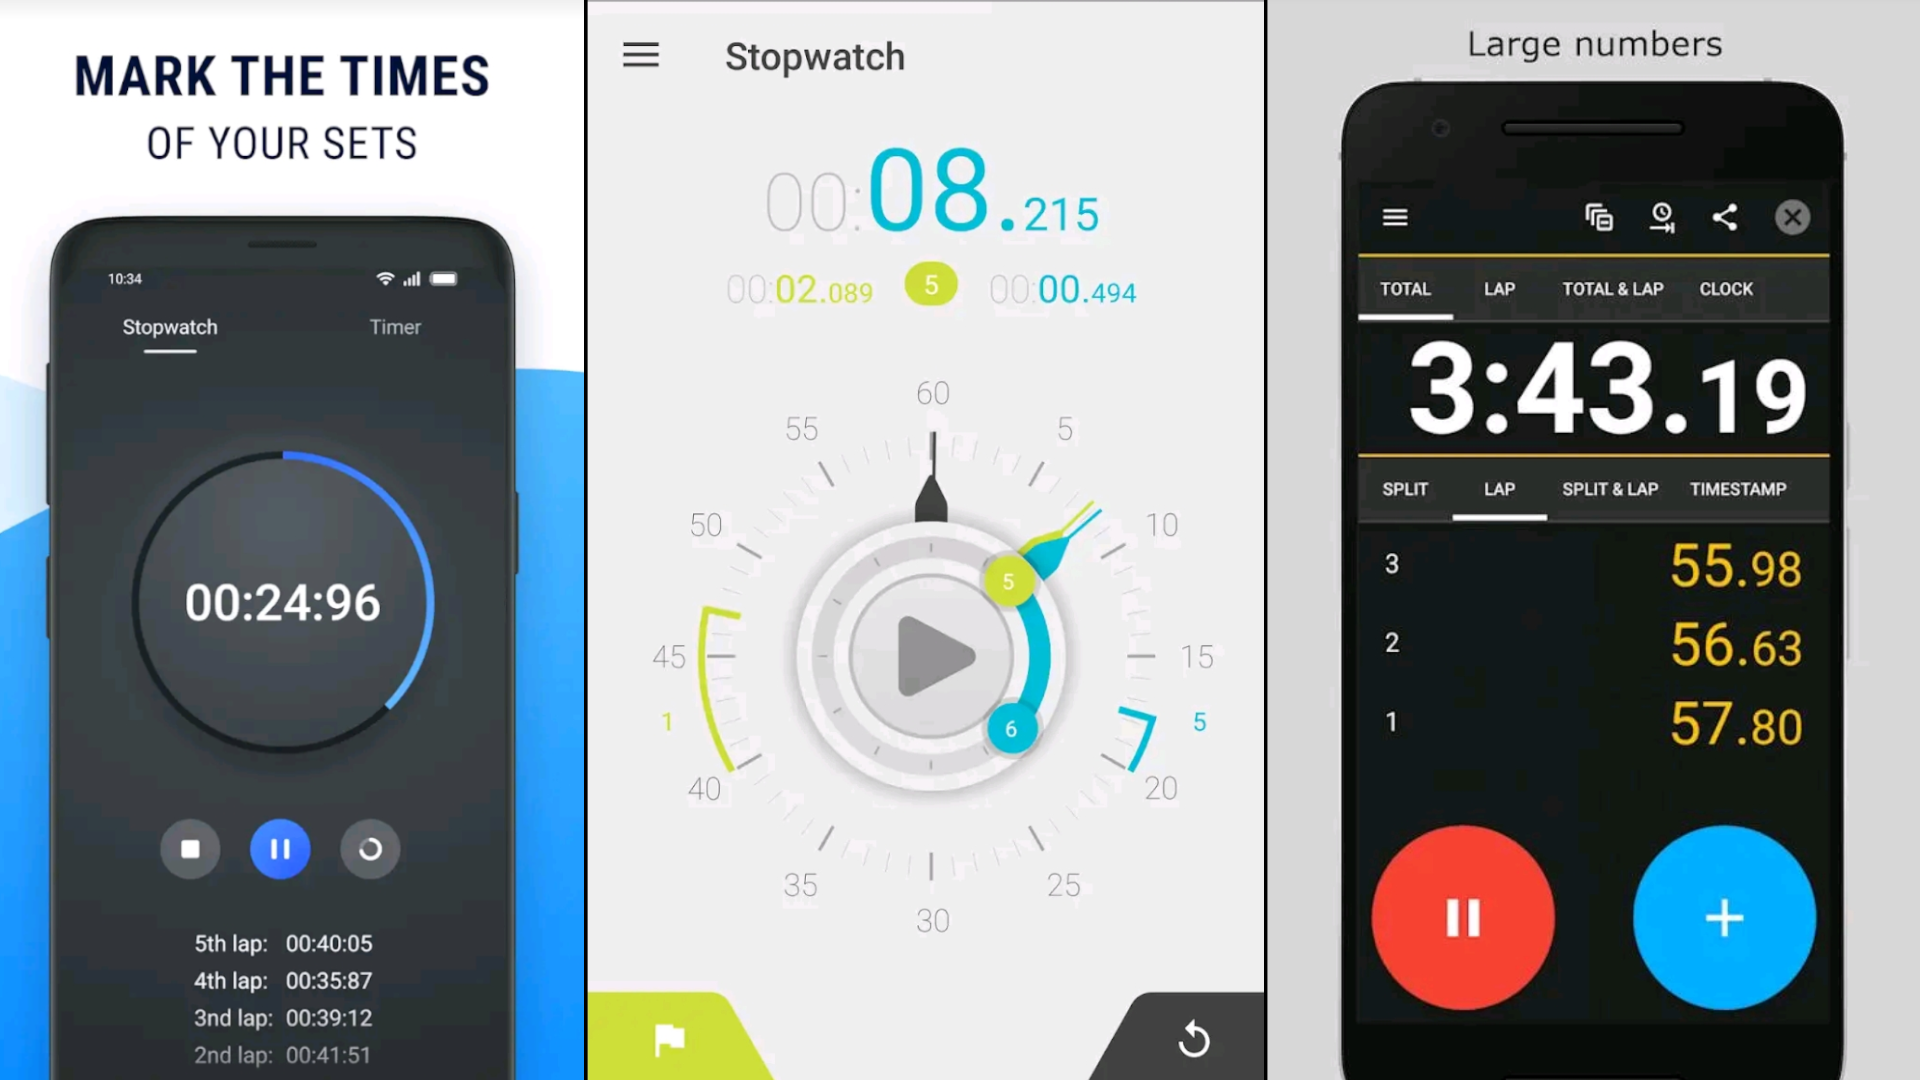 MARK THE TIMES
OF YOUR SETS
10:34
Stopwatch Timer
00:24:96
5th lap: 00:40:05
4th lap: 00:35:87
3nd lap: 00:39:12
2nd lap: 00:41:51
Stopwatch
00:08.215
00:02.089 5 00:00.494
60
55 5
50 10
5
45 15
1 6 5
40 20
35 25
30
Large numbers
TOTAL LAP TOTAL & LAP CLOCK
3:43.19
SPLIT LAP SPLIT & LAP TIMESTAMP
3 55.98
2 56.63
1 57.80